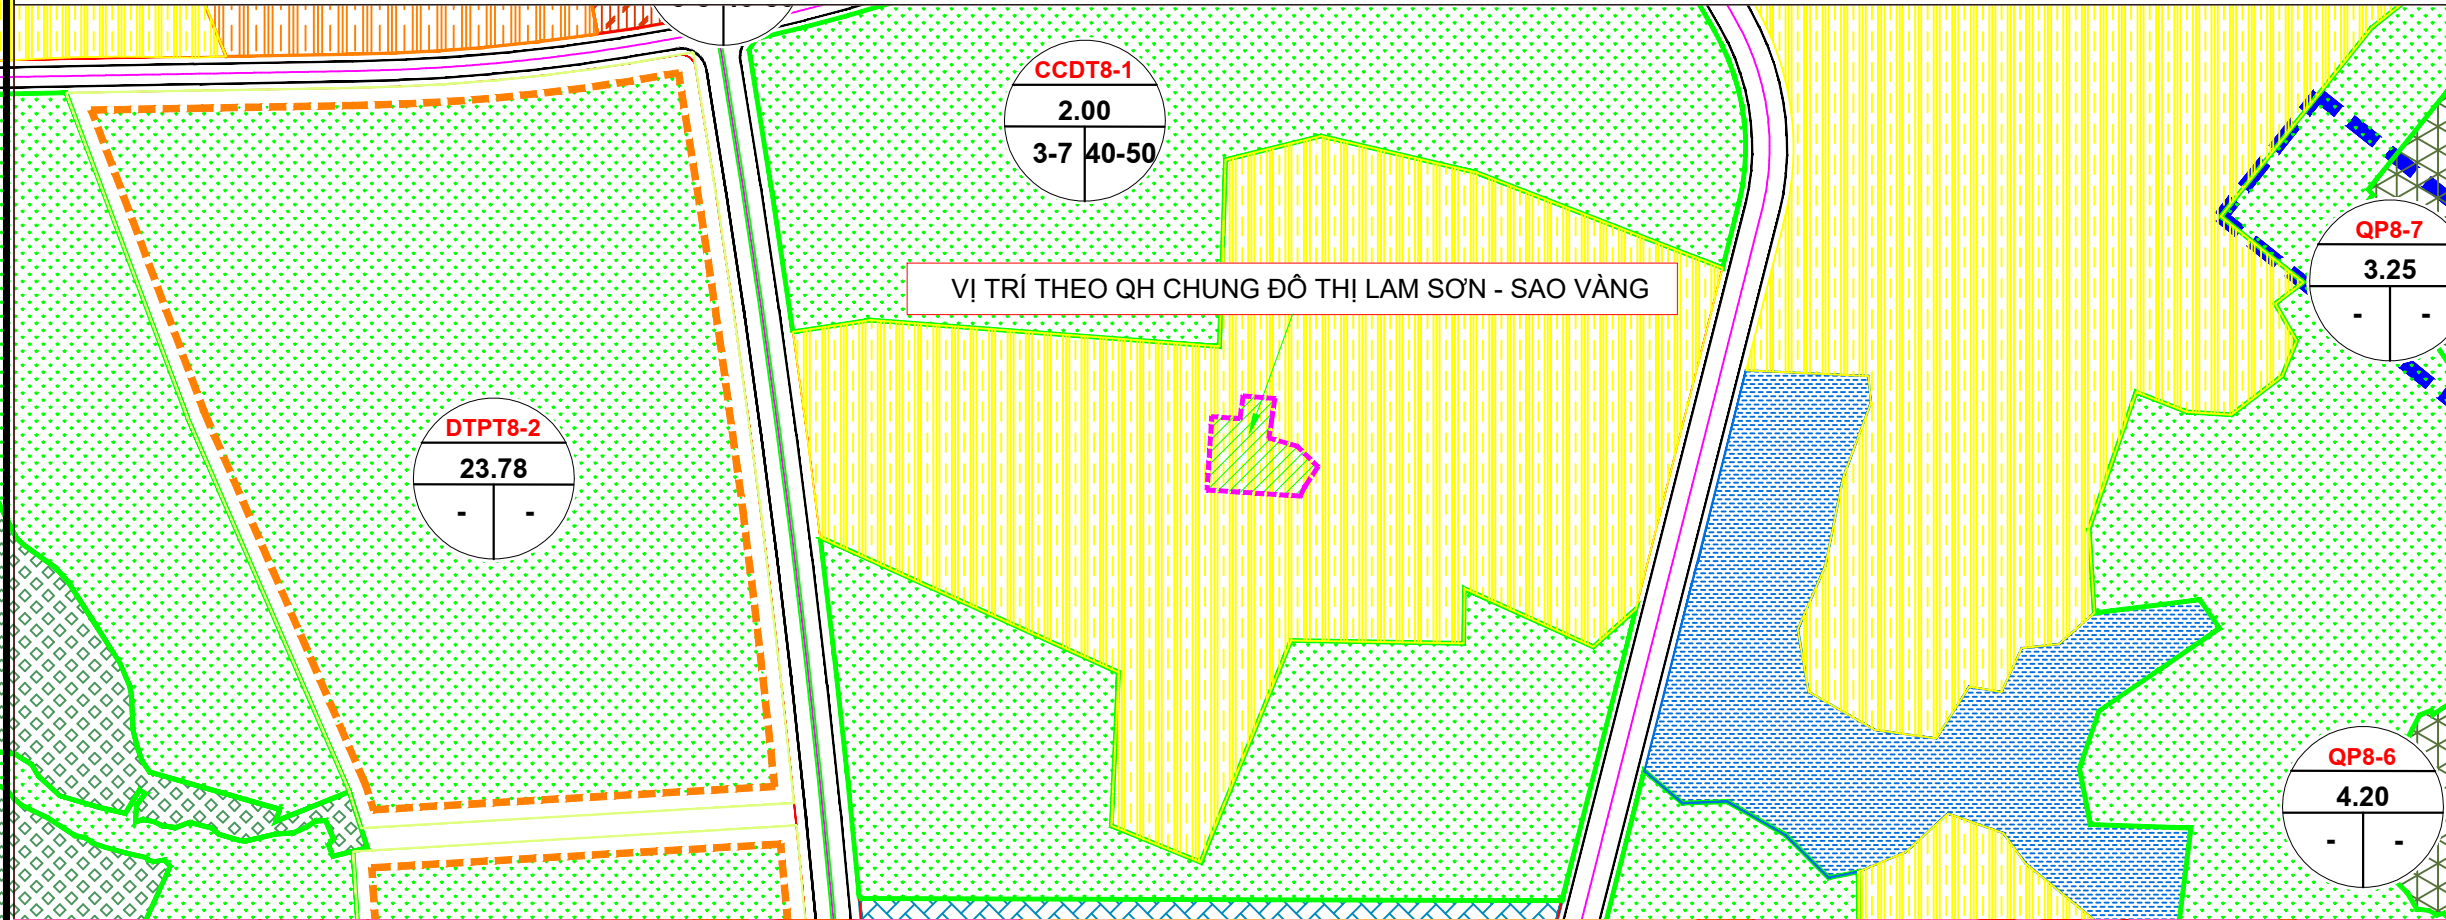 CCDT8-1
2.00
3-7 40-50
QP8-7
3.25
- -
VỊ TRÍ THEO QH CHUNG ĐÔ THỊ LAM SƠN - SAO VÀNG
DTPT8-2
23.78
- -
QP8-6
4.20
- -